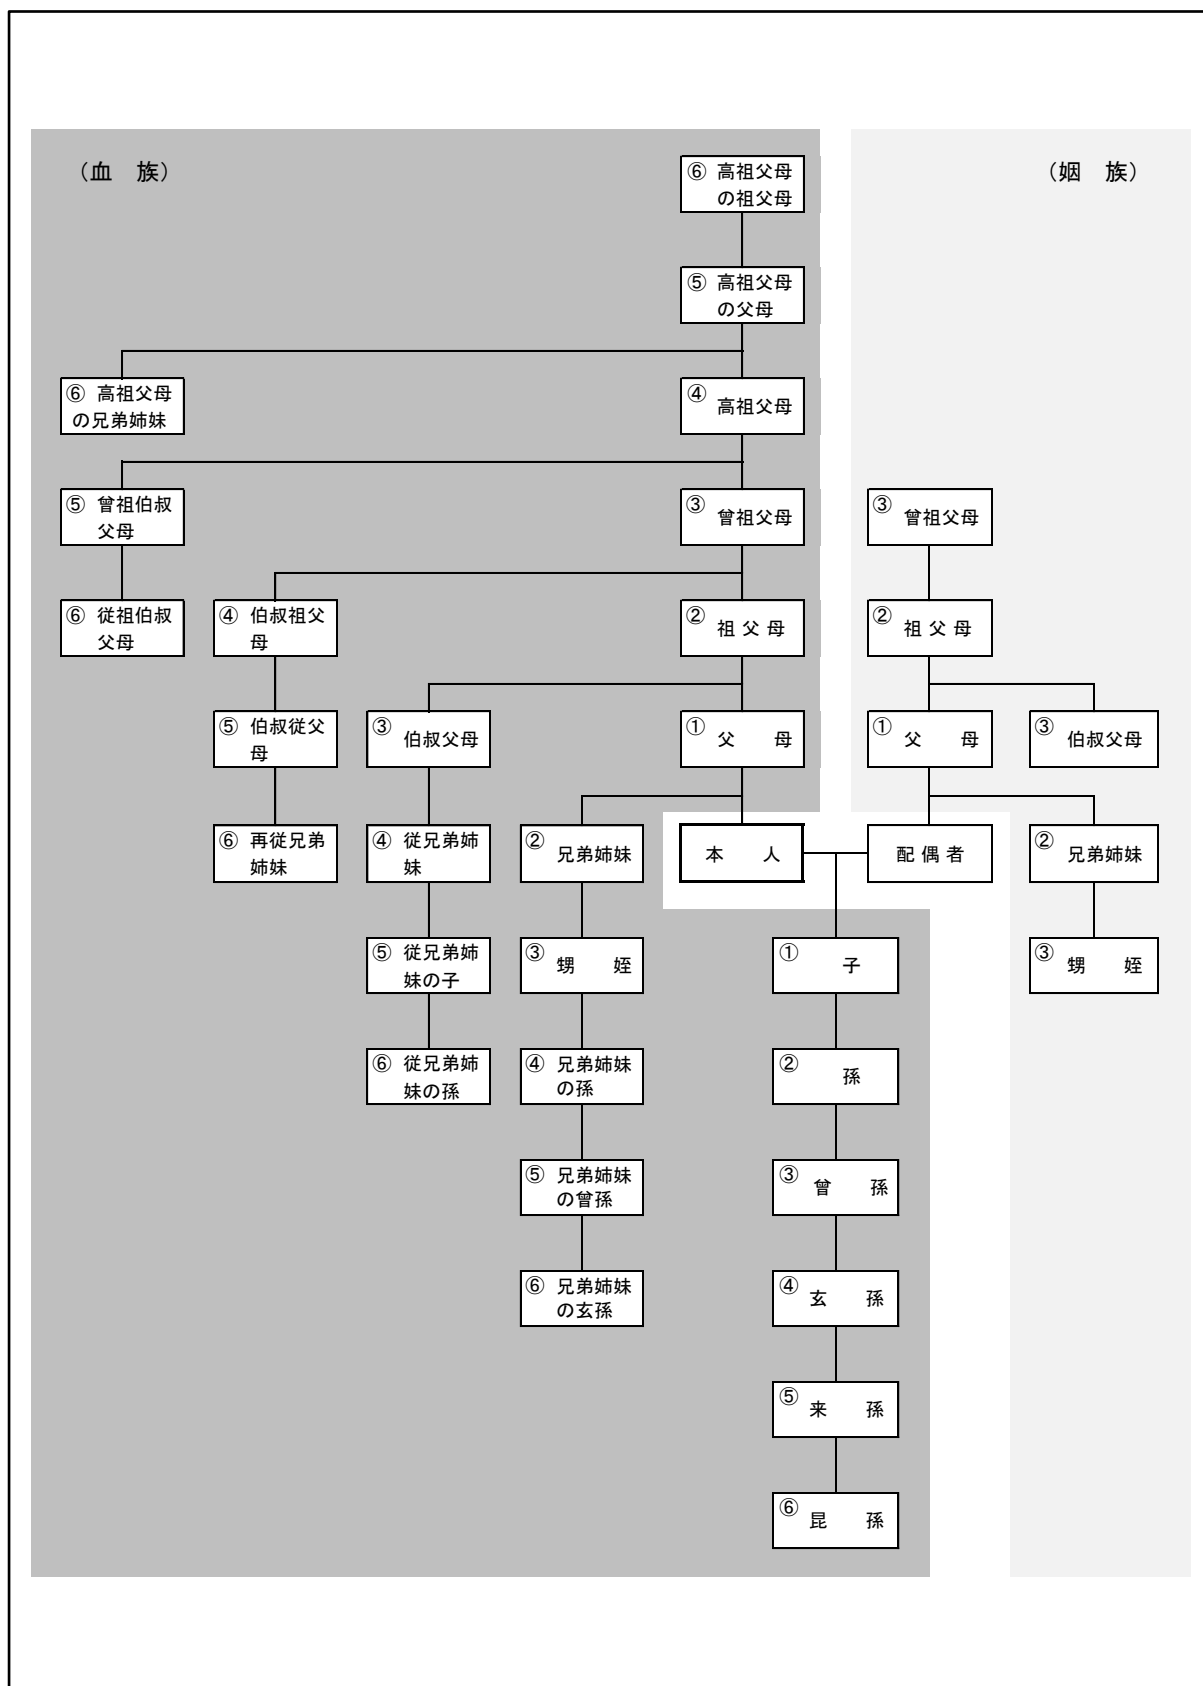 （血　族）
（姻　族）
⑥ 高祖父母
の祖父母
⑤ 高祖父母
の父母
⑥ 高祖父母
の兄弟姉妹
④ 高祖父母
⑤ 曾祖伯叔
父母
③ 曾祖父母
③ 曾祖父母
⑥ 従祖伯叔
父母
④ 伯叔祖父
母
② 祖 父 母
② 祖 父 母
⑤ 伯叔従父
母
③ 伯叔父母
① 父　　母
① 父　　母
③ 伯叔父母
⑥ 再従兄弟
姉妹
④ 従兄弟姉
妹
② 兄弟姉妹
本　　人
配 偶 者
② 兄弟姉妹
⑤ 従兄弟姉
妹の子
③ 甥　　姪
① 子
③ 甥　　姪
⑥ 従兄弟姉
妹の孫
④ 兄弟姉妹
の孫
② 孫
⑤ 兄弟姉妹
の曾孫
③ 曾　　孫
⑥ 兄弟姉妹
の玄孫
④ 玄　　孫
⑤ 来　　孫
⑥ 昆　　孫